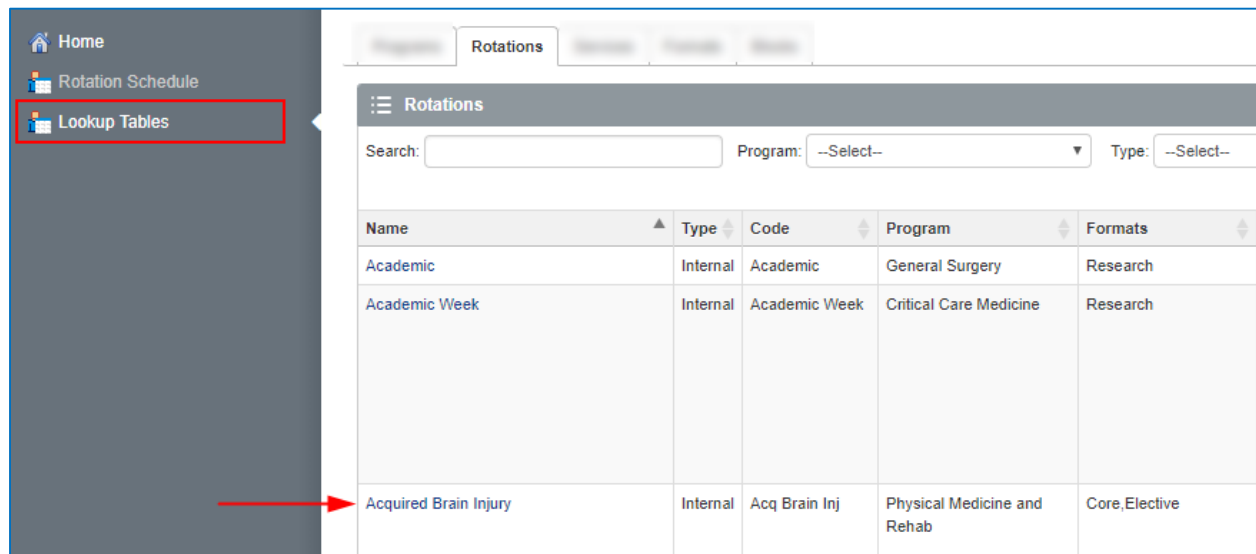 Home
Rotation Schedule
Lookup Tables
Rotations
Rotations
Search: Program: --Select-- Type: --Select--
Name Type Code Program Formats
Academic Internal Academic General Surgery Research
Academic Week Internal Academic Week Critical Care Medicine Research
Acquired Brain Injury Internal Acq Brain Inj Physical Medicine and Core,Elective
Rehab